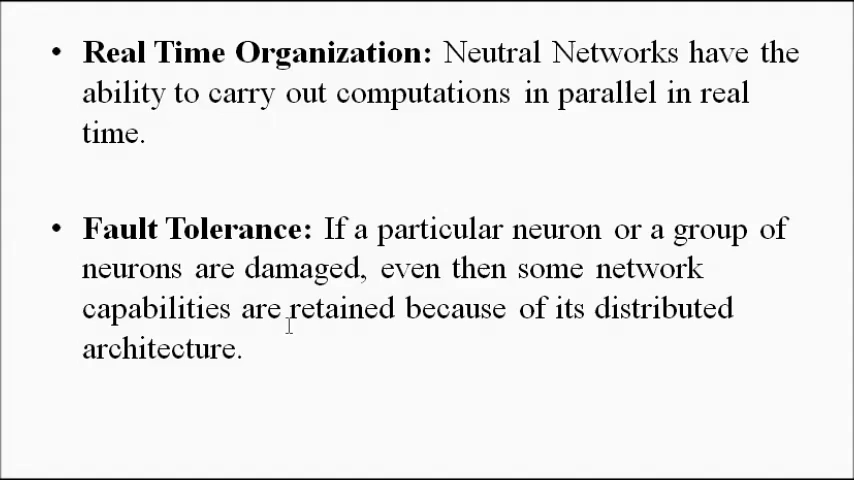 • Real Time Organization: Neutral Networks have the
ability to carry out computations in parallel in real
time.
• Fault Tolerance: If a particular neuron or a group of
neurons are damaged, even then some network
capabilities are retained because of its distributed
architecture.